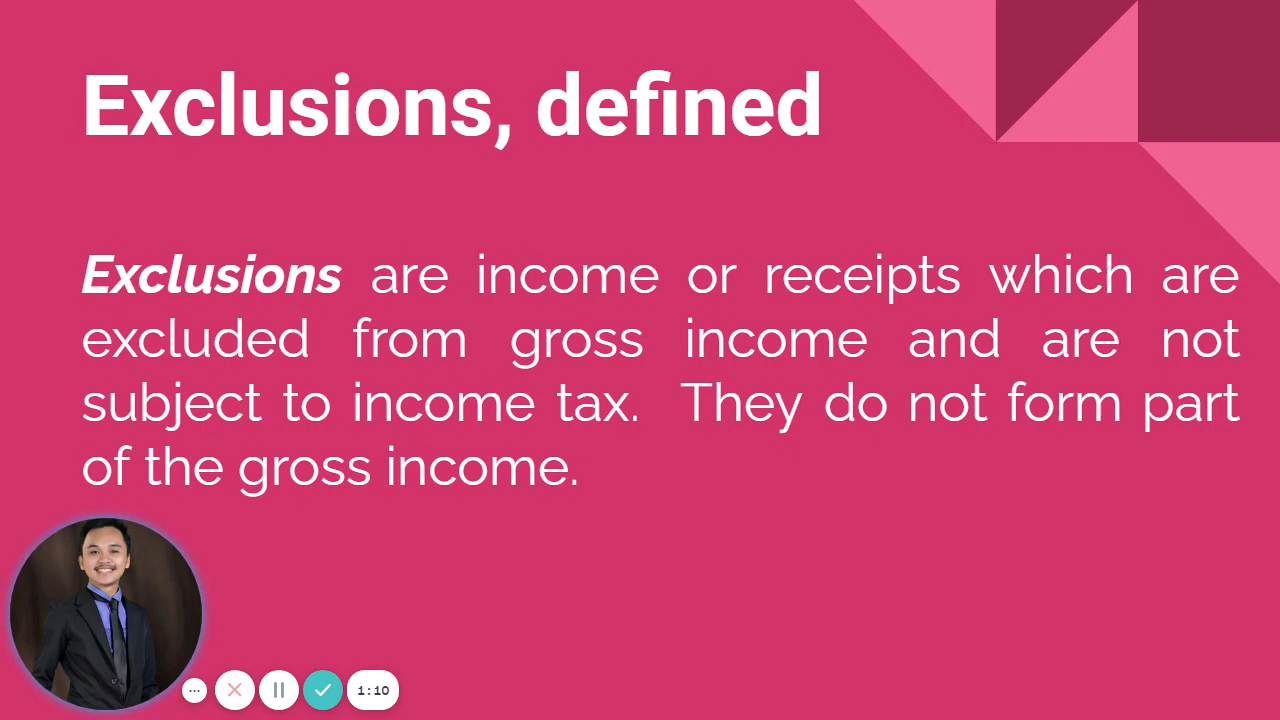 Exclusions, defined
Exclusions are income or receipts which are
excluded from gross income and are not
subject to income tax. They do not form part
of the gross income.
1:10